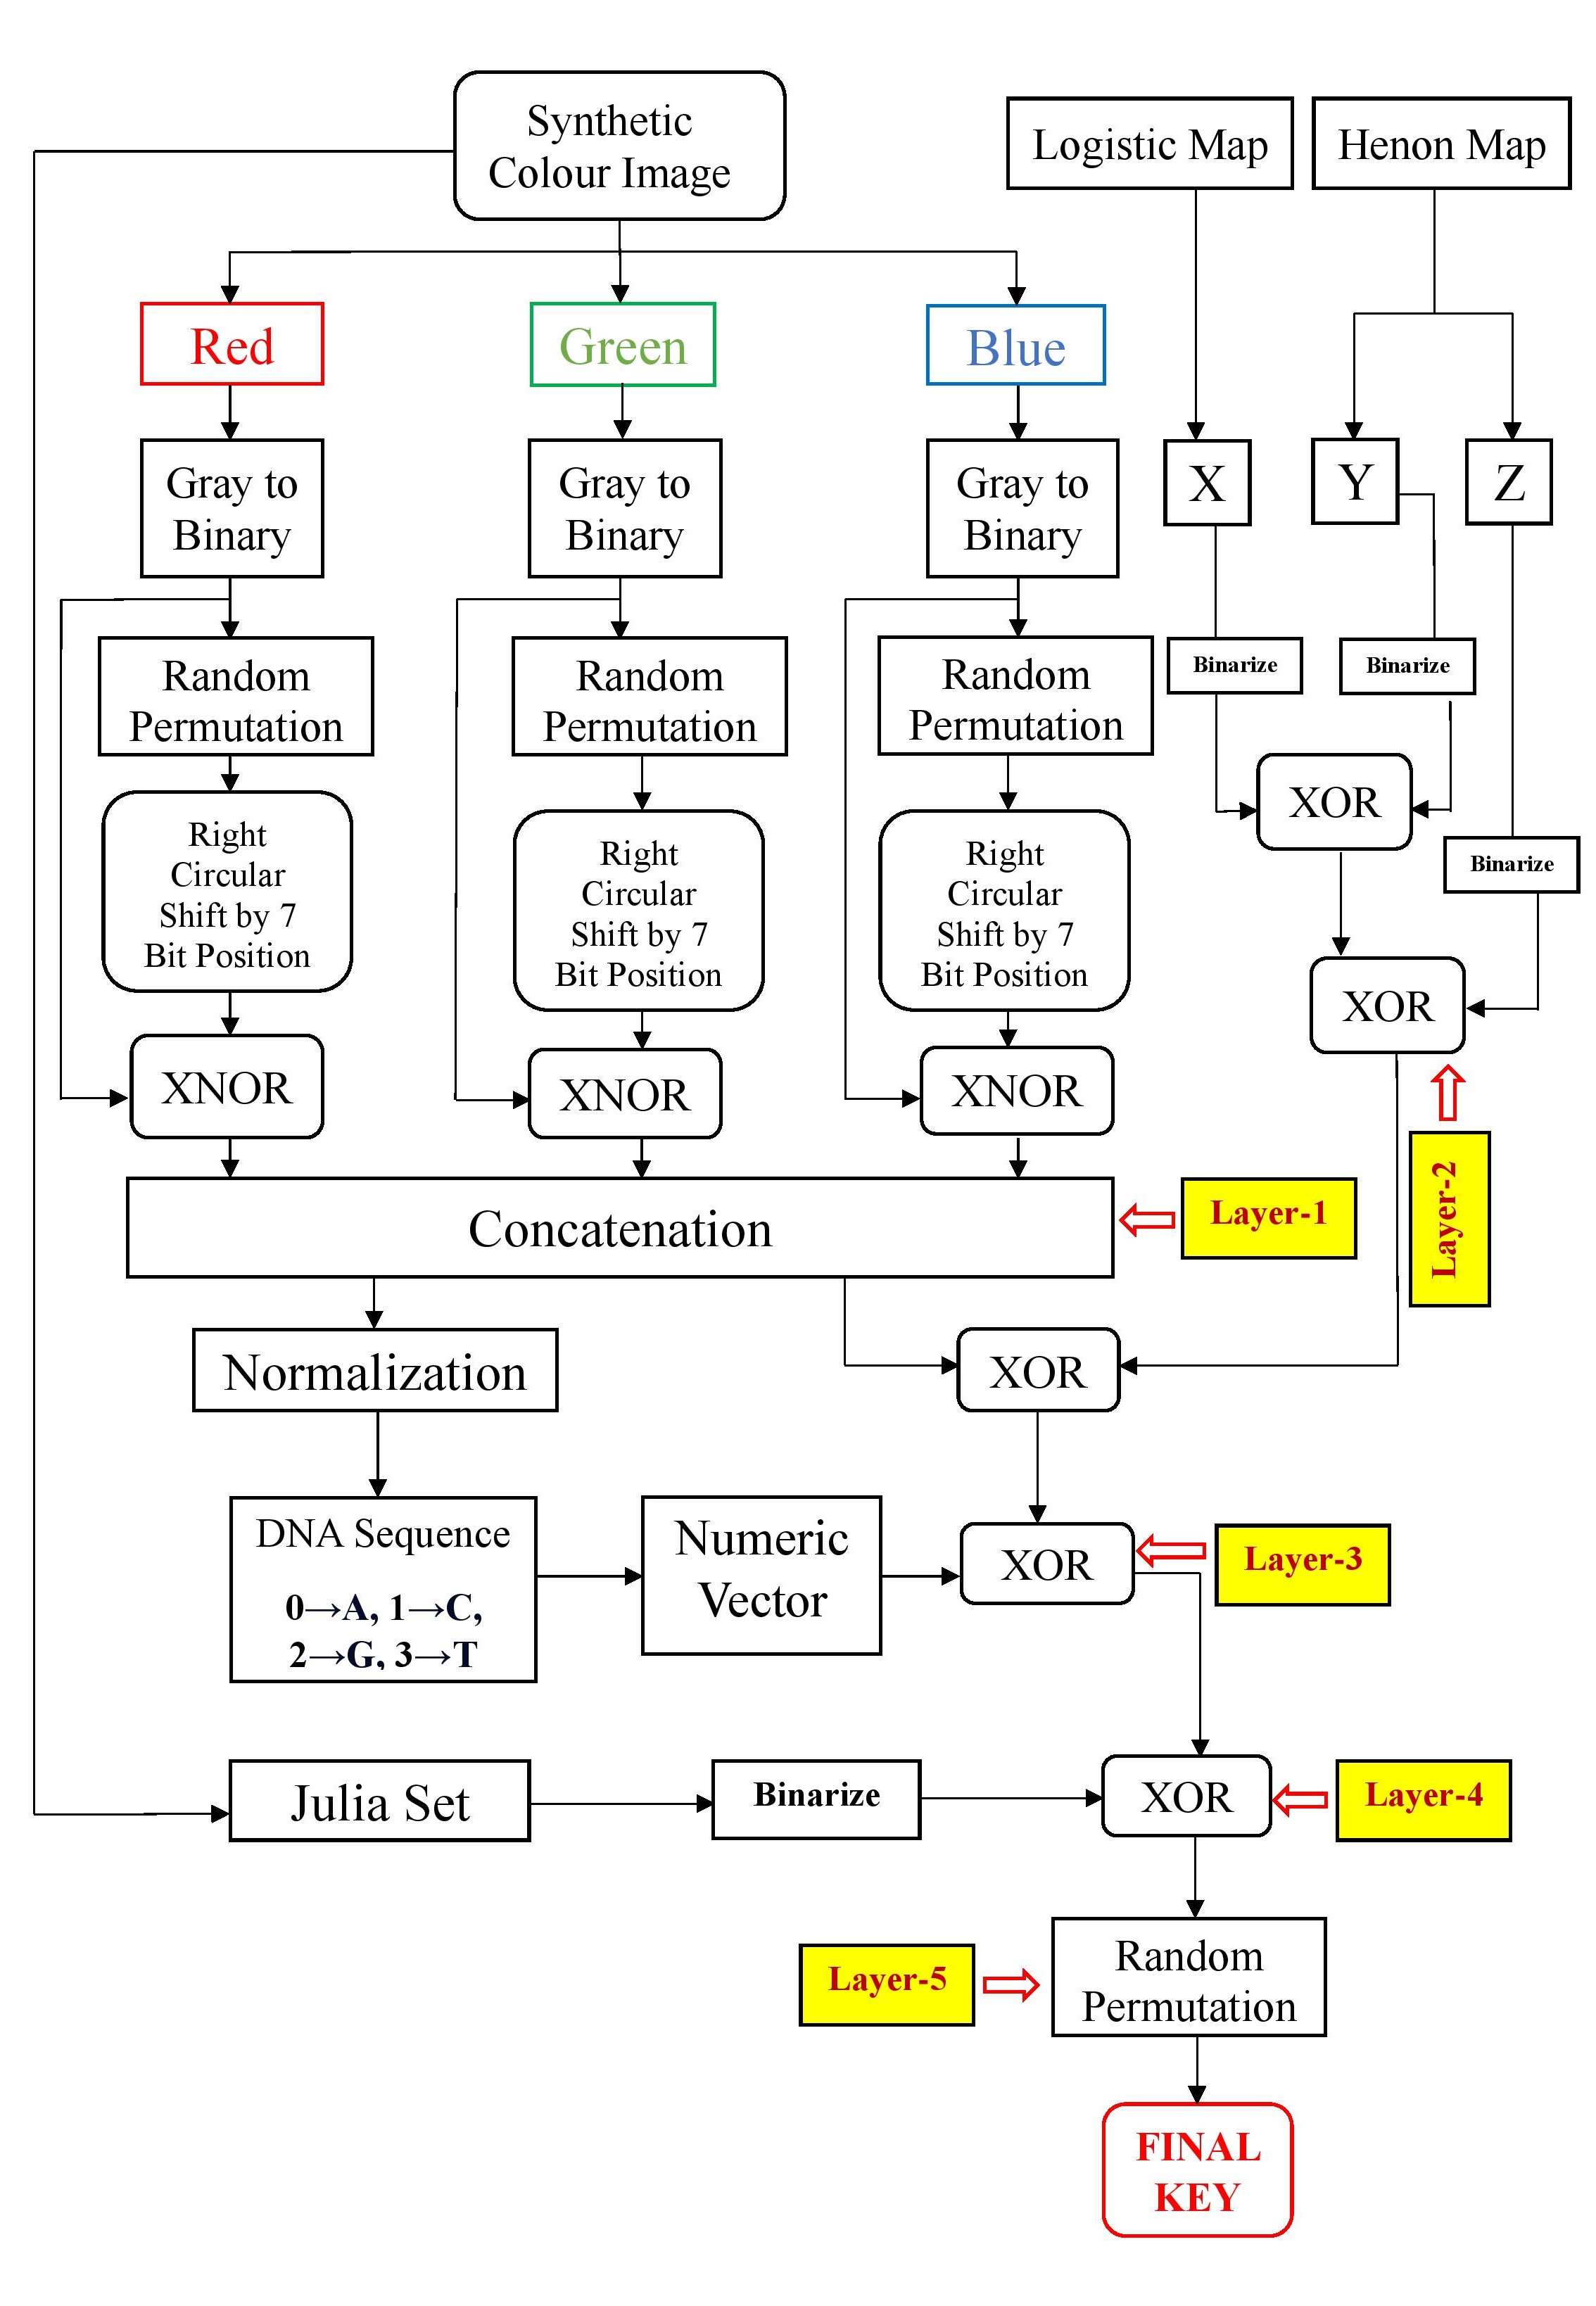 Synthetic
Colour Image
Logistic Map
Henon Map
Red
Green
Blue
Gray to
Binary
Gray to
Binary
Gray to
Binary
X
Y
Z
Random
Permutation
Random
Permutation
Random
Permutation
Binarize
Binarize
XOR
Binarize
Right
Circular
Shift by 7
Bit Position
Right
Circular
Shift by 7
Bit Position
Right
Circular
Shift by 7
Bit Position
XOR
XNOR
XNOR
XNOR
Layer-2
Concatenation
Layer-1
Normalization
XOR
DNA Sequence
0→A, 1→C,
2→G, 3→T
Numeric
Vector
XOR
Layer-3
Julia Set
Binarize
XOR
Layer-4
Layer-5
Random
Permutation
FINAL
KEY